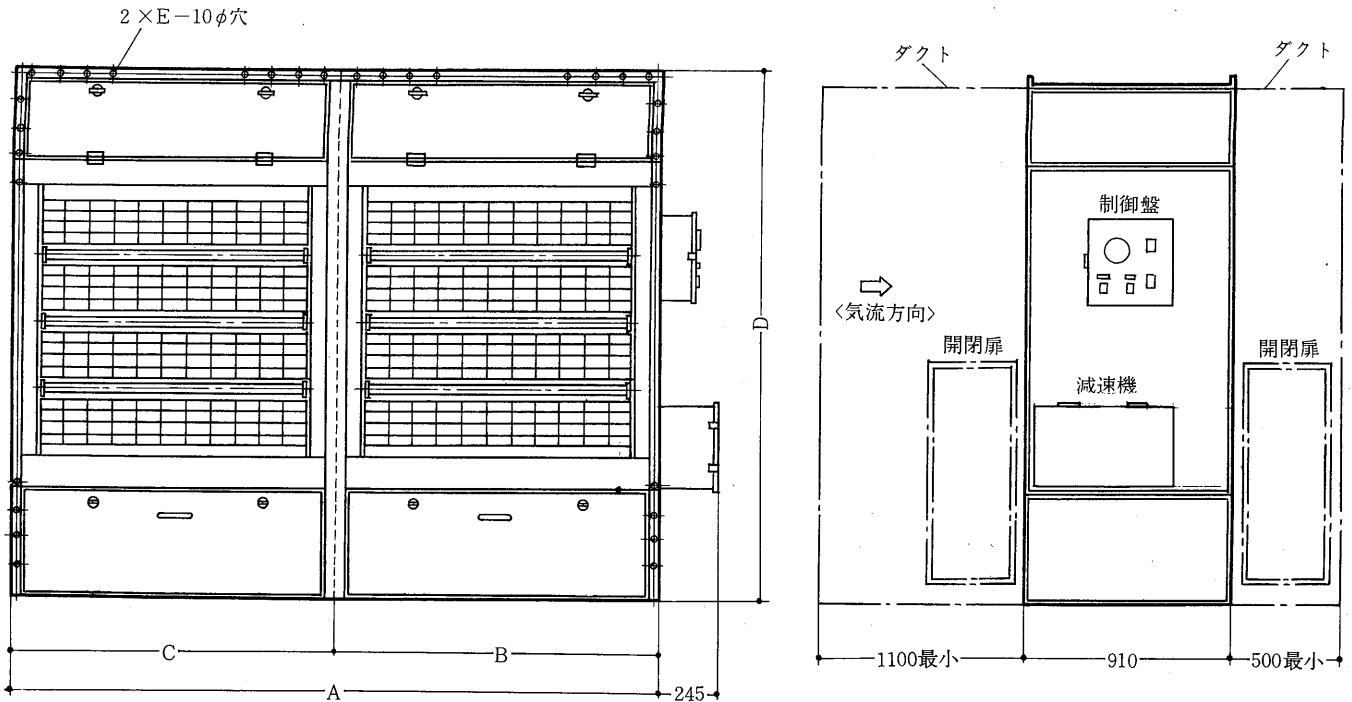 2×E−10φ穴
ダクト
ダクト
制御盤
〈気流方向〉
開閉扉
開閉扉
減速機
D
C
B
A
245
1100最小
910
500最小